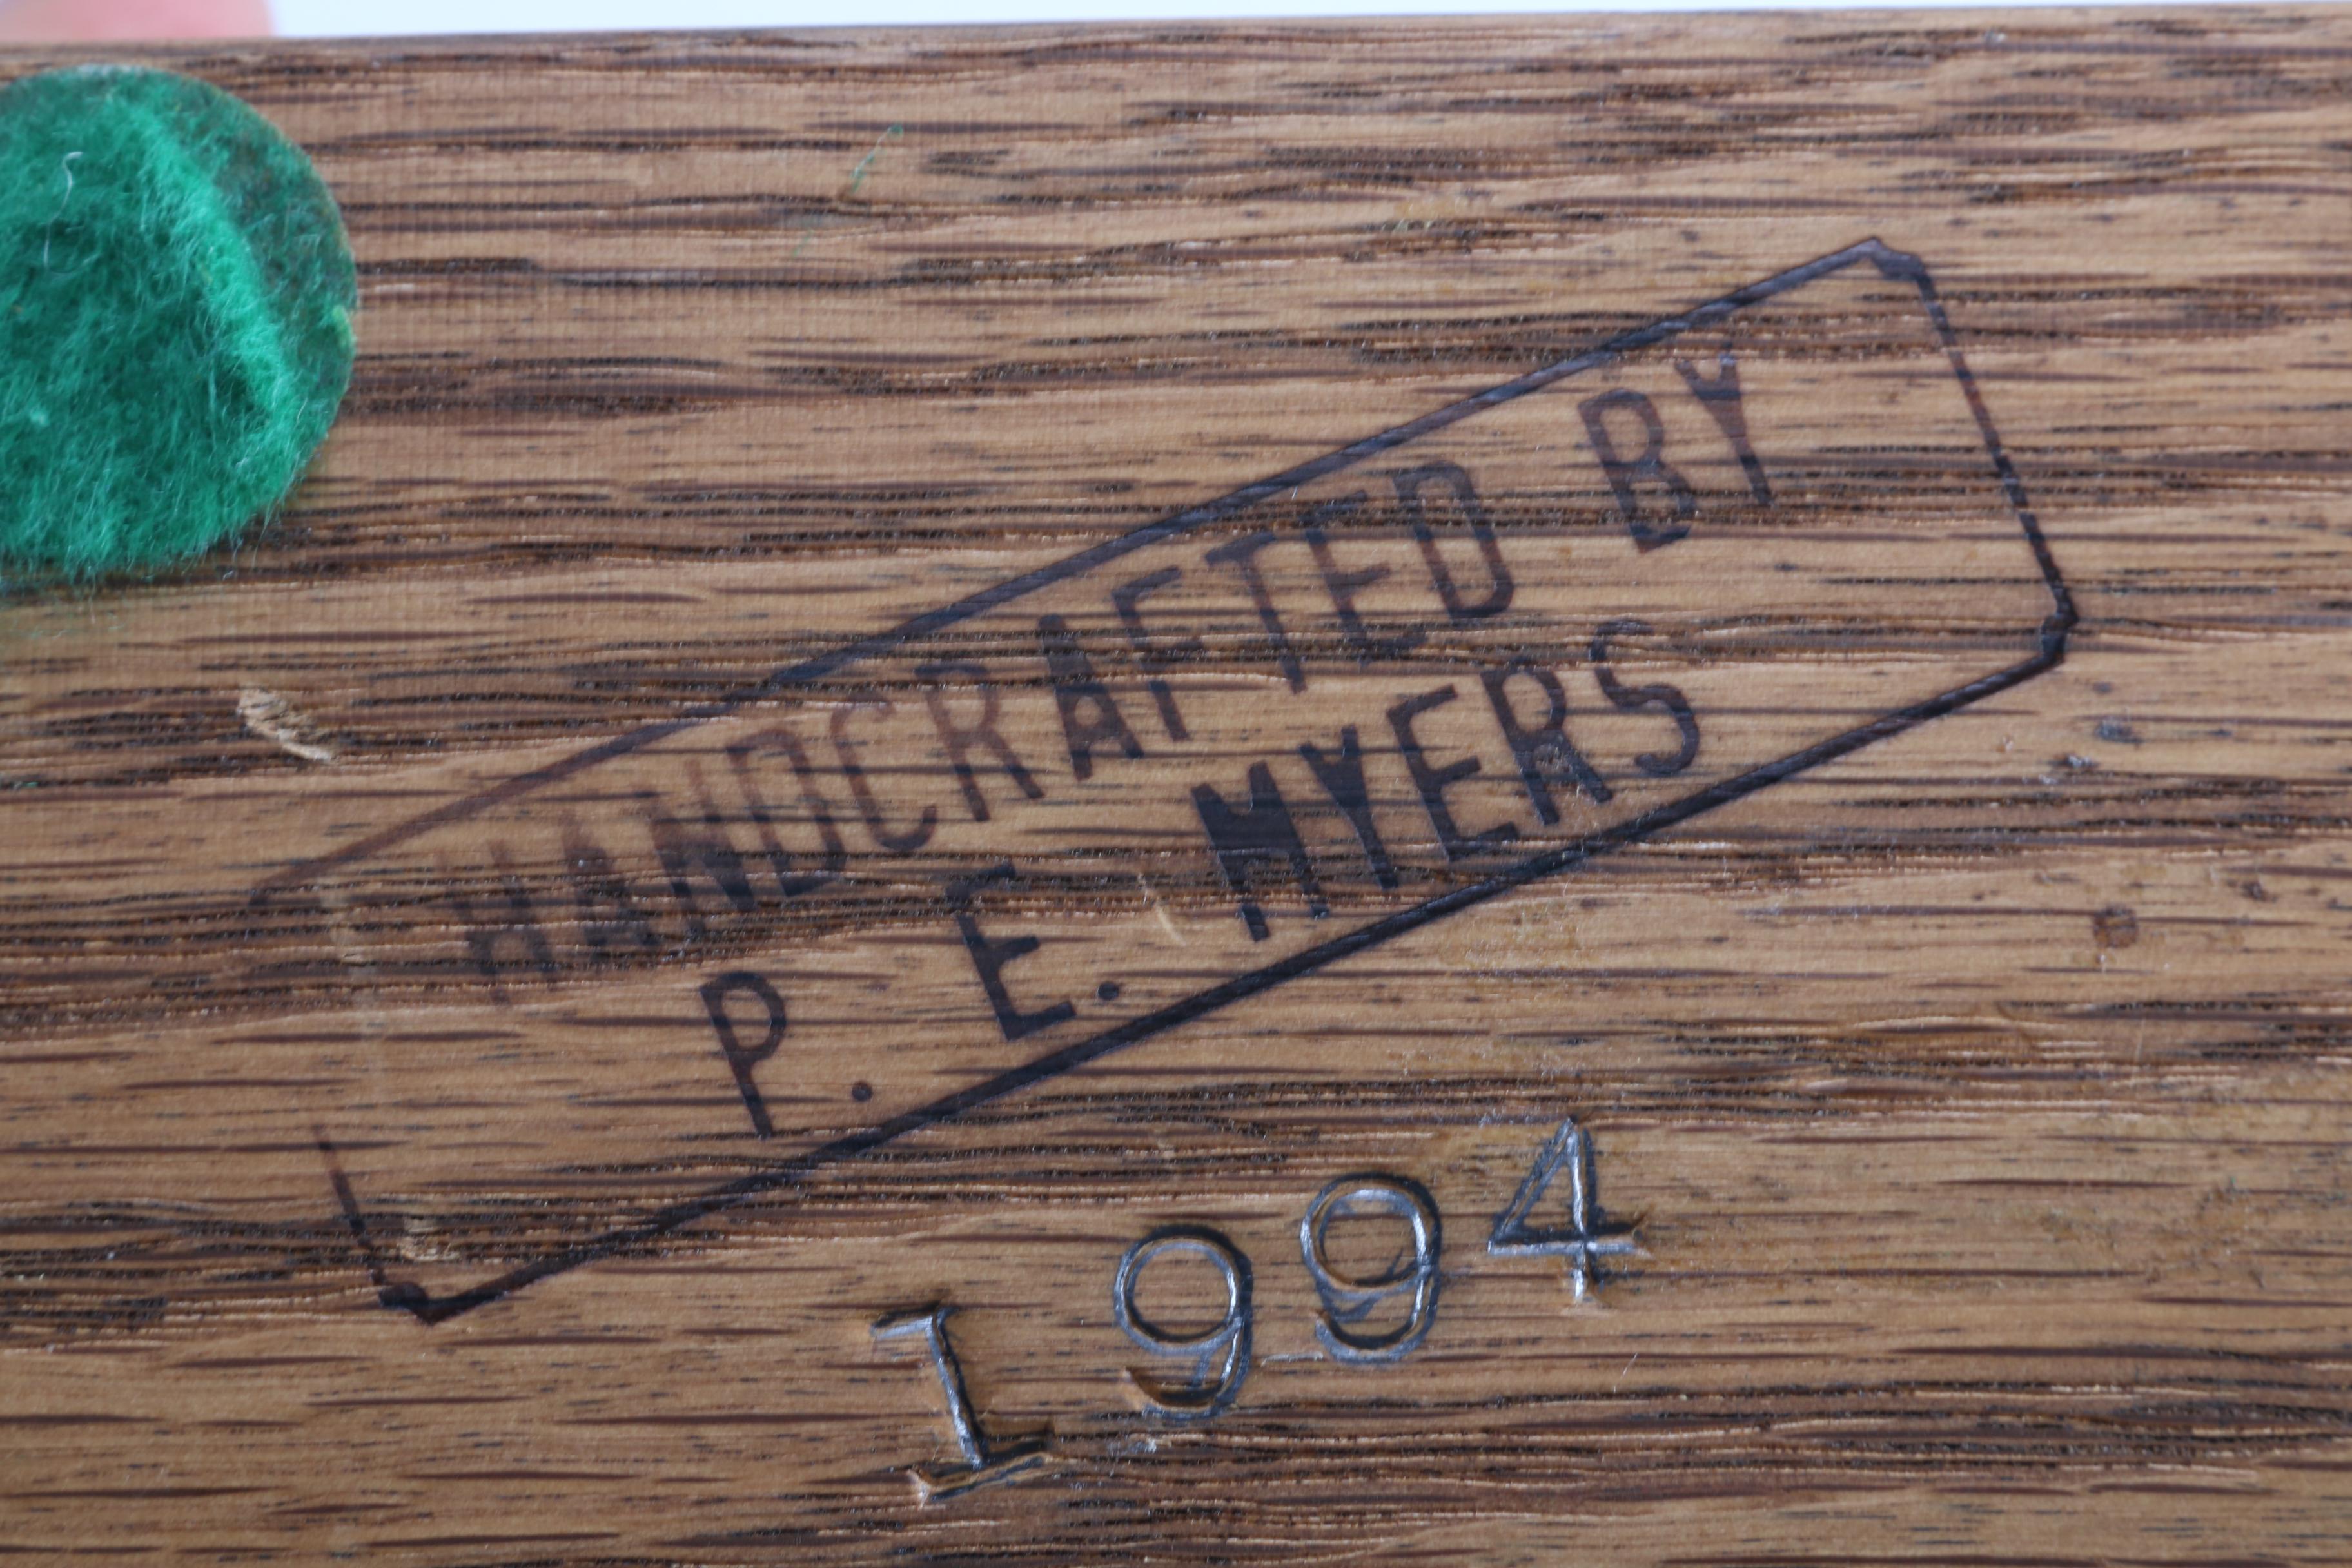 HANDCRAFTED BY
P. E. MYERS
1994